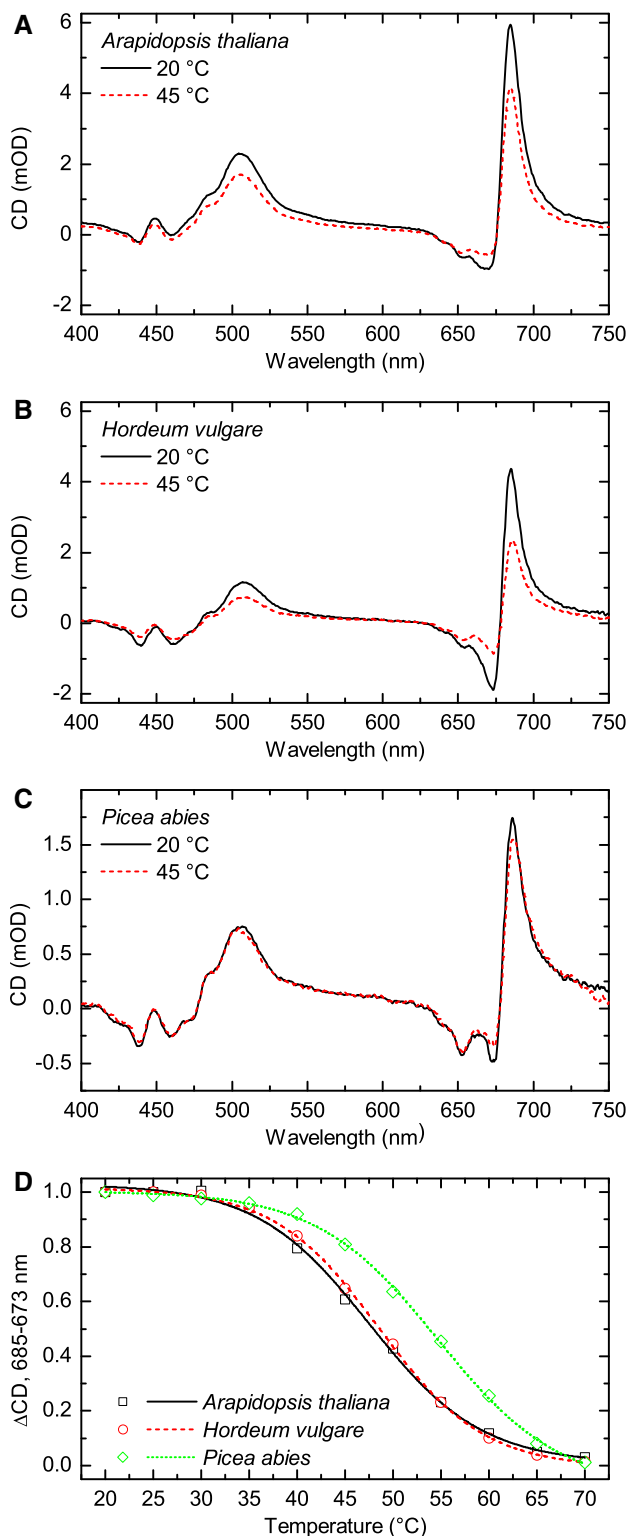 A
Arapidopsis thaliana
20 °C
45 °C
CD (mOD)
6
4
2
0
-2
400 450 500 550 600 650 700 750
Wavelength (nm)
B
Hordeum vulgare
20 °C
45 °C
CD (mOD)
6
4
2
0
-2
400 450 500 550 600 650 700 750
Wavelength (nm)
C
Picea abies
20 °C
45 °C
CD (mOD)
1.5
1.0
0.5
0.0
-0.5
400 450 500 550 600 650 700 750
Wavelength (nm)
D
ΔCD, 685-673 nm
1.0
0.8
0.6
0.4
0.2
0.0
Arapidopsis thaliana
Hordeum vulgare
Picea abies
20 25 30 35 40 45 50 55 60 65 70
Temperature (°C)